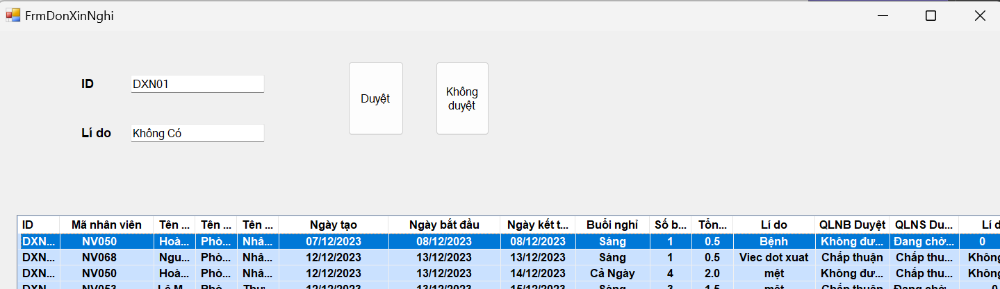 FrmDonXinNghi
ID DXN01
Duyệt
Không
duyệt
Lí do Không Có
ID Mã nhân viên Tên ... Tên ... Tên ... Ngày tạo Ngày bắt đầu Ngày kết t... Buổi nghỉ Số b... Tổn... Lí do QLNB Duyệt QLNS Du... Lí d
DXN... NV050 Hoà... Phò... Nhâ... 07/12/2023 08/12/2023 08/12/2023 Sáng 1 0.5 Bệnh Không đư... Đang chờ... 0
DXN... NV068 Ngu... Phò... Nhâ... 12/12/2023 13/12/2023 13/12/2023 Sáng 1 0.5 Viec dot xuat Chấp thuận Chấp thu... Không
DXN... NV050 Hoà... Phò... Nhâ... 12/12/2023 13/12/2023 14/12/2023 Cả Ngày 4 2.0 mệt Không đư... Chấp thu... Không
DXN... NV053 Lê M... Phò... Thư... 12/12/2023 13/12/2023 15/12/2023 Sáng 3 1.5 mệt Chấp thuận Đang chờ... 0